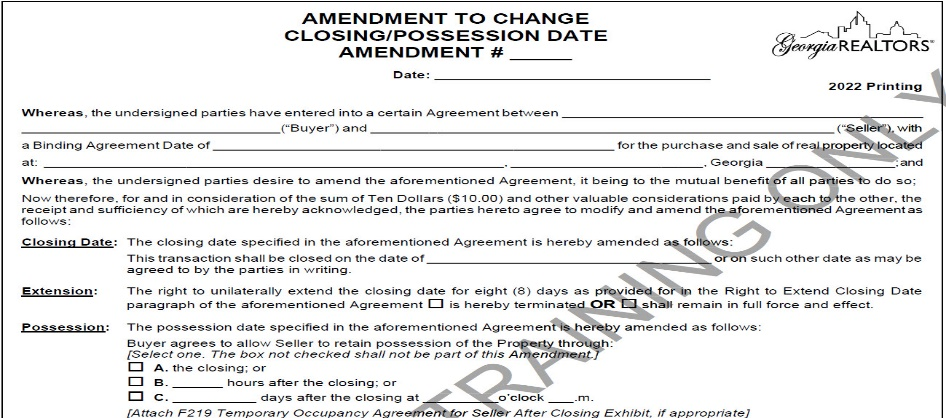 AMENDMENT TO CHANGE
CLOSING/POSSESSION DATE
AMENDMENT # ______
Georgia REALTORS®
Date: ______________________________
2022 Printing
Whereas, the undersigned parties have entered into a certain Agreement between ______________________________
______________________________ ("Buyer") and ______________________________ ("Seller"), with
a Binding Agreement Date of ______________________________ for the purchase and sale of real property located
at: ______________________________, ____________________, Georgia ______________; and
Whereas, the undersigned parties desire to amend the aforementioned Agreement, it being to the mutual benefit of all parties to do so;
Now therefore, for and in consideration of the sum of Ten Dollars ($10.00) and other valuable considerations paid by each to the other, the
receipt and sufficiency of which are hereby acknowledged, the parties hereto agree to modify and amend the aforementioned Agreement as
follows:
Closing Date: The closing date specified in the aforementioned Agreement is hereby amended as follows:
This transaction shall be closed on the date of ______________________________ or on such other date as may be
agreed to by the parties in writing.
Extension: The right to unilaterally extend the closing date for eight (8) days as provided for in the Right to Extend Closing Date
paragraph of the aforementioned Agreement ☐ is hereby terminated OR ☐ shall remain in full force and effect.
Possession: The possession date specified in the aforementioned Agreement is hereby amended as follows:
Buyer agrees to allow Seller to retain possession of the Property through:
[Select one. The box not checked shall not be part of this Amendment.]
☐ A. the closing; or
☐ B. ______ hours after the closing; or
☐ C. __________ days after the closing at __________ o'clock ___.m.
[Attach F219 Temporary Occupancy Agreement for Seller After Closing Exhibit, if appropriate]
TRAINING ONLY